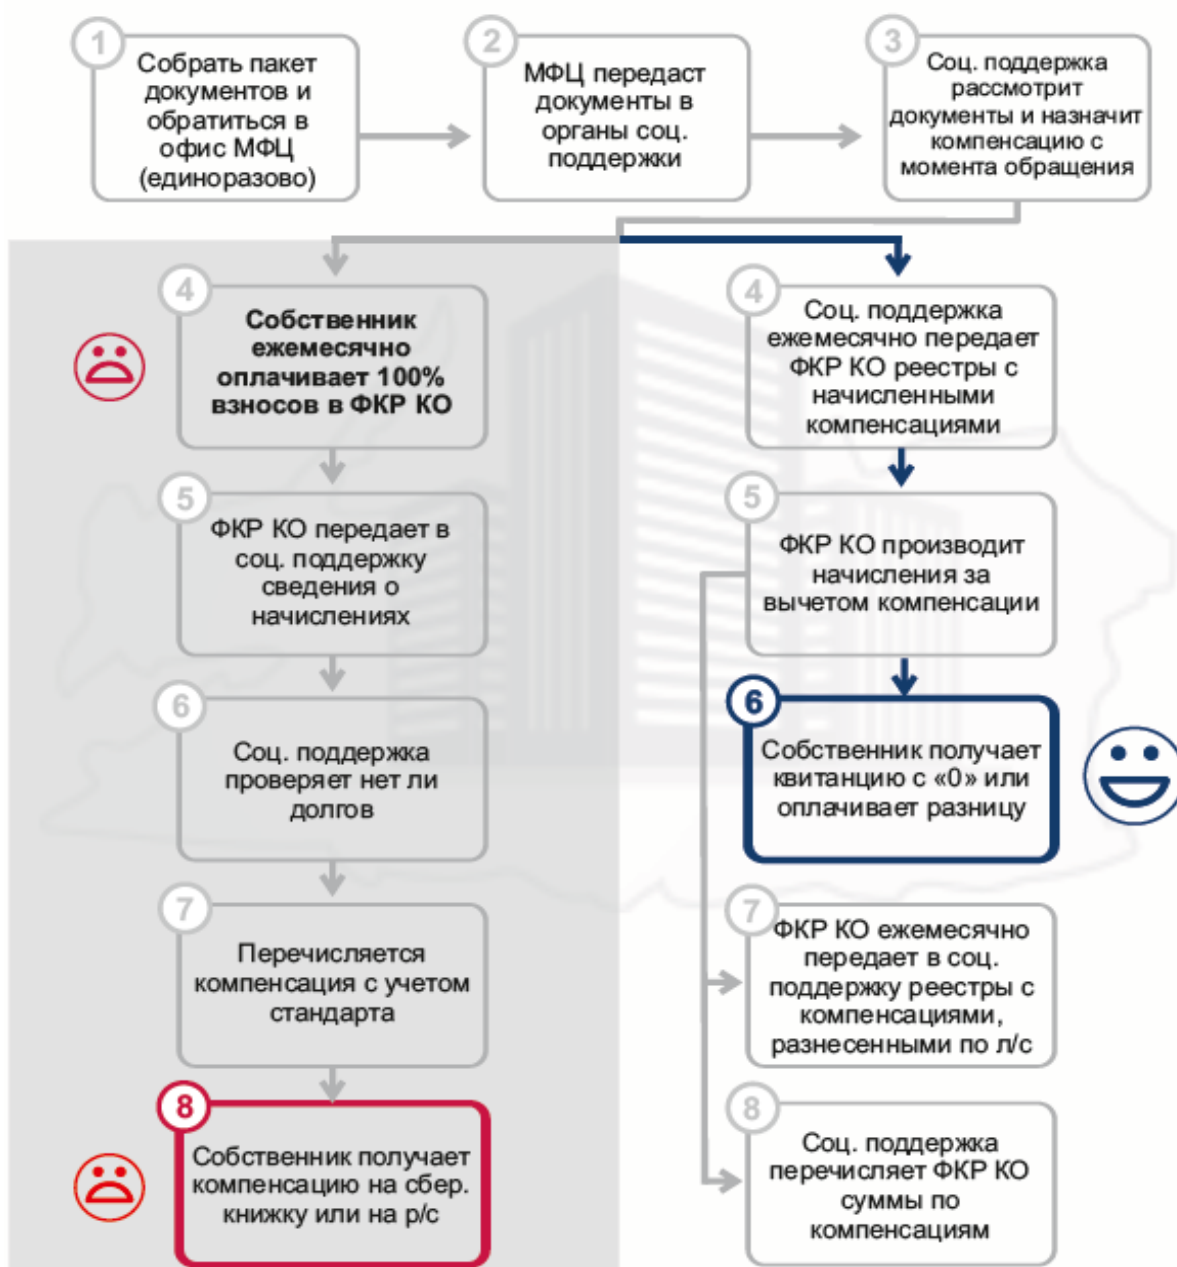 1
Собрать пакет
документов и
обратиться в
офис МФЦ
(единоразово)
2
МФЦ передаст
документы в
органы соц.
поддержки
3
Соц. поддержка
рассмотрит
документы и назначит
компенсацию с
момента обращения
4
Собственник
ежемесячно
оплачивает 100%
взносов в ФКР КО
5
ФКР КО передает в
соц. поддержку
сведения о
начислениях
6
Соц. поддержка
проверяет нет ли
долгов
7
Перечисляется
компенсация с учетом
стандарта
8
Собственник получает
компенсацию на сбер.
книжку или на р/с
4
Соц. поддержка
ежемесячно передает
ФКР КО реестры с
начисленными
компенсациями
5
ФКР КО производит
начисления за
вычетом компенсации
6
Собственник получает
квитанцию с «0» или
оплачивает разницу
7
ФКР КО ежемесячно
передает в соц.
поддержку реестры с
компенсациями,
разнесенными по л/с
8
Соц. поддержка
перечисляет ФКР КО
суммы по
компенсациям